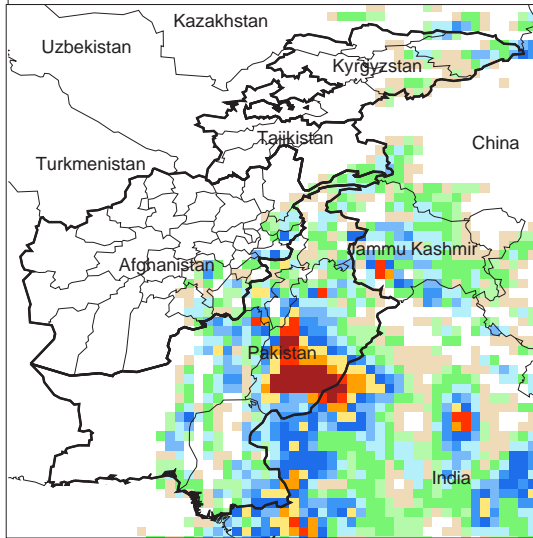 Kazakhstan
Uzbekistan
Kyrgyzstan
Tajikistan
China
Turkmenistan
Jammu Kashmir
Afghanistan
Pakistan
India